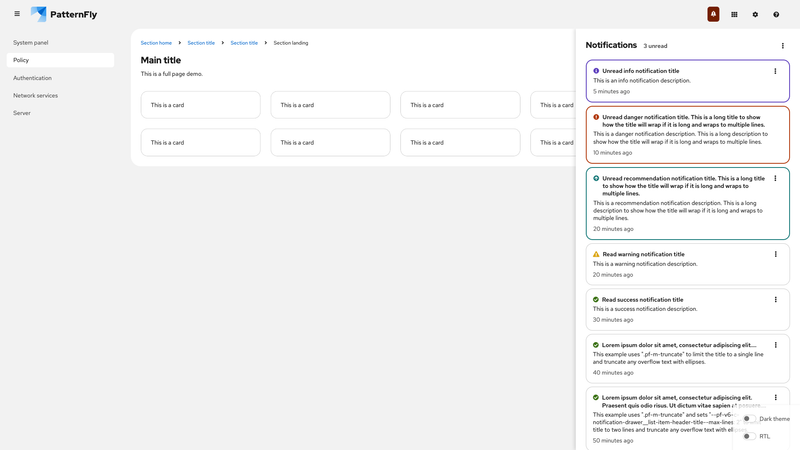 PatternFly
System panel
Policy
Authentication
Network services
Server
Section home
Section title
Section title
Section landing
Main title
This is a full page demo.
This is a card
This is a card
This is a card
This is a card
This is a card
This is a card
This is a card
This is a card
Notifications 3 unread
Unread info notification title
This is an info notification description.
5 minutes ago
Unread danger notification title. This is a long title to show
how the title will wrap if it is long and wraps to
multiple lines.
This is a danger notification description. This is a long description to
show how the title will wrap if it is long and wraps to multiple lines.
10 minutes ago
Unread recommendation notification title. This is a long title
to show how the title will wrap if it is long and wraps to
multiple lines.
This is a recommendation notification description. This is a long
description to show how the title will wrap if it is long and wraps to
multiple lines.
20 minutes ago
Read warning notification title
This is a warning notification description.
20 minutes ago
Read success notification title
This is a success notification description.
30 minutes ago
Lorem ipsum dolor sit amet, consectetur adipiscing elit....
This example uses ".pf-m-truncate" to limit the title to a single line
and truncate any overflow text with ellipses.
40 minutes ago
Lorem ipsum dolor sit amet, consectetur adipiscing elit.
Praesent quis odio risus. Ut dictum vitae sapien
This example uses ".pf-m-truncate" and sets "--pf-v6-
notification-drawer__list-item-header-title--max-lines
title to two lines and truncate any overflow text with
50 minutes ago
Dark theme
RTL